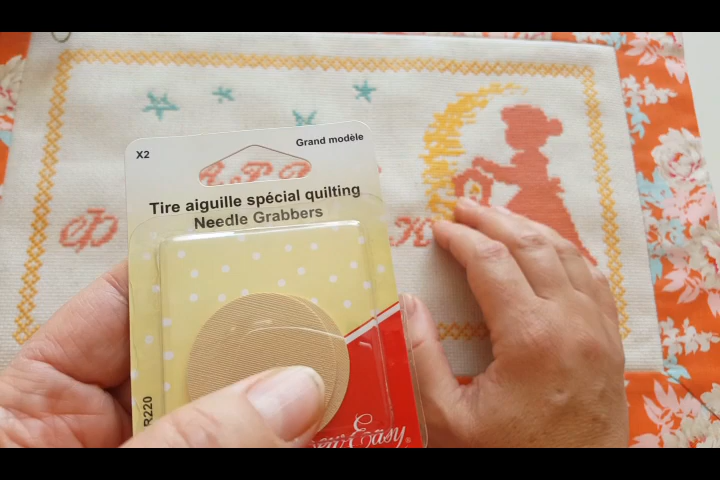 X2
Grand modèle
Tire aiguille spécial quilting
Needle Grabbers
R220
Sew Easy